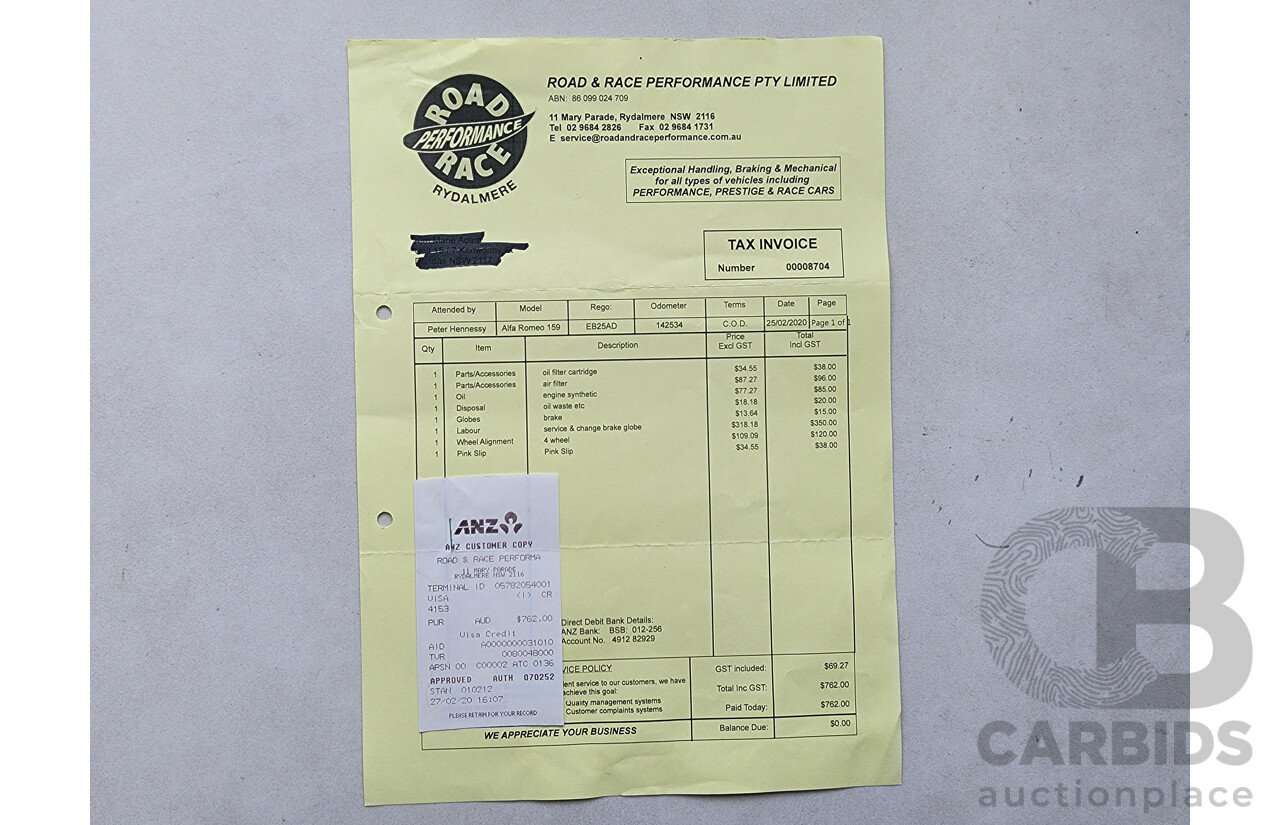 ROAD
PERFORMANCE
RACE
RYDALMERE
ROAD & RACE PERFORMANCE PTY LIMITED
ABN: 86 099 024 709
11 Mary Parade, Rydalmere NSW 2116
Tel 02 9684 2826 Fax 02 9684 1731
E service@roadandraceperformance.com.au
Exceptional Handling, Braking & Mechanical
for all types of vehicles including
PERFORMANCE, PRESTIGE & RACE CARS
TAX INVOICE
Number 00008704
Attended by Model Rego: Odometer Terms Date Page
Peter Hennessy Alfa Romeo 159 EB25AD 142534 C.O.D. 25/02/2020 Page 1 of 1
Qty Item Description Price Excl GST Total Incl GST
1 Parts/Accessories oil filter cartridge $34.55 $38.00
1 Parts/Accessories air filter $87.27 $96.00
1 Oil engine synthetic $77.27 $85.00
1 Disposal oil waste etc $18.18 $20.00
1 Globes brake $13.64 $15.00
1 Labour service & change brake globe $318.18 $350.00
1 Wheel Alignment 4 wheel $109.09 $120.00
1 Pink Slip Pink Slip $34.55 $38.00
ANZ
ANZ CUSTOMER COPY
ROAD & RACE PERFORMA
11 MARY PARADE
RYDALMERE NSW 2116
TERMINAL ID 05782054001
VISA (I) CR
4153
PUR AUD $762.00
Visa Credit
AID A0000000031010
TVR 0080048000
APSN 00 C00002 ATC 0136
APPROVED AUTH 070252
STAN 010212
27/02/20 16:07
PLEASE RETAIN FOR YOUR RECORD
Direct Debit Bank Details:
ANZ Bank: BSB: 012-256
Account No. 4912 82929
VICE POLICY
ent service to our customers, we have
achieve this goal:
Quality management systems
Customer complaints systems
WE APPRECIATE YOUR BUSINESS
GST included: $69.27
Total Inc GST: $762.00
Paid Today: $762.00
Balance Due: $0.00
CB
CARBIDS
auctionplace